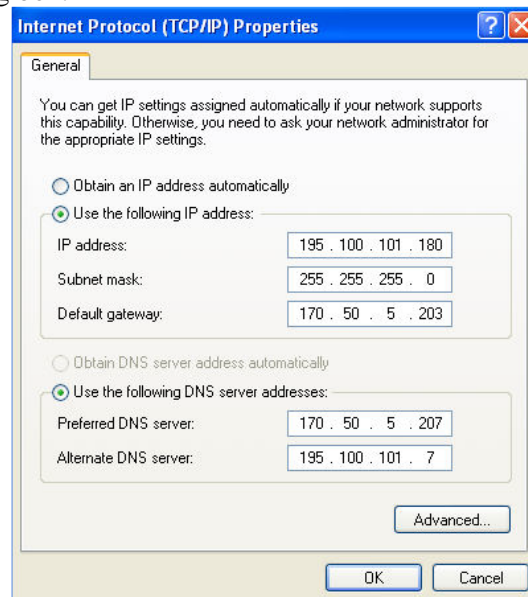 Internet Protocol (TCP/IP) Properties
General
You can get IP settings assigned automatically if your network supports
this capability. Otherwise, you need to ask your network administrator for
the appropriate IP settings.
Obtain an IP address automatically
Use the following IP address:
IP address: 195 . 100 . 101 . 180
Subnet mask: 255 . 255 . 255 . 0
Default gateway: 170 . 50 . 5 . 203
Obtain DNS server address automatically
Use the following DNS server addresses:
Preferred DNS server: 170 . 50 . 5 . 207
Alternate DNS server: 195 . 100 . 101 . 7
Advanced...
OK Cancel